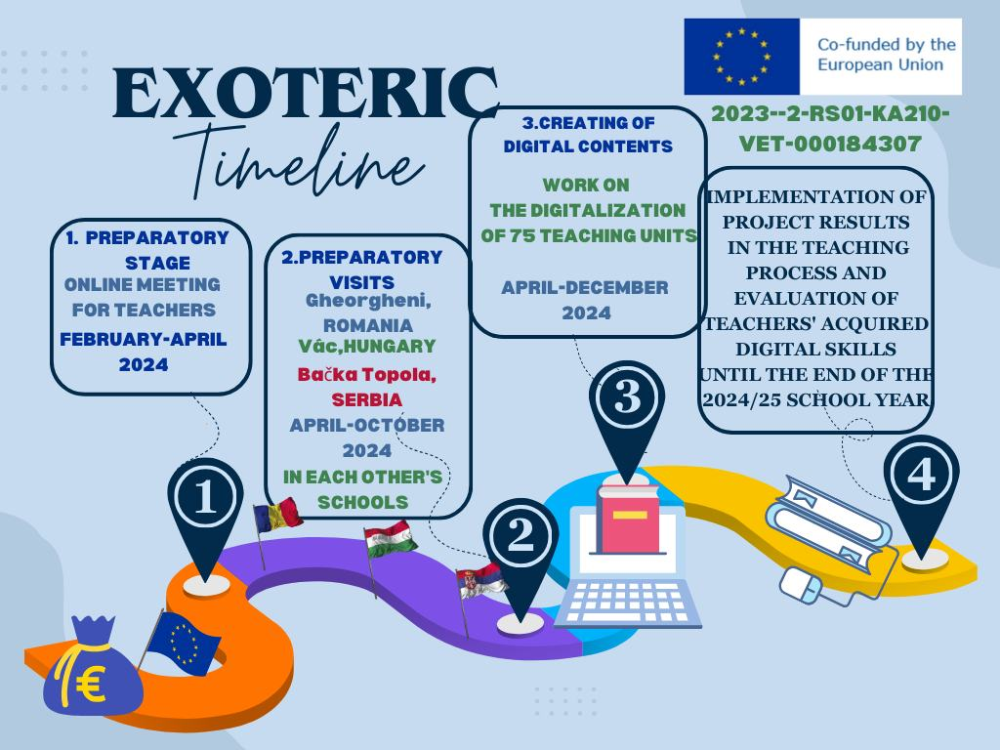 EXOTERIC
Timeline
Co-funded by the
European Union
2023--2-RS01-KA210-
VET-000184307
1. PREPARATORY
STAGE
ONLINE MEETING
FOR TEACHERS
FEBRUARY-APRIL
2024
2.PREPARATORY
VISITS
Gheorgheni,
ROMANIA
Vác,HUNGARY
Bačka Topola,
SERBIA
APRIL-OCTOBER
2024
IN EACH OTHER'S
SCHOOLS
3.CREATING OF
DIGITAL CONTENTS
WORK ON
THE DIGITALIZATION
OF 75 TEACHING UNITS
APRIL-DECEMBER
2024
IMPLEMENTATION OF
PROJECT RESULTS
IN THE TEACHING
PROCESS AND
EVALUATION OF
TEACHERS' ACQUIRED
DIGITAL SKILLS
UNTIL THE END OF THE
2024/25 SCHOOL YEAR
1
2
3
4
€